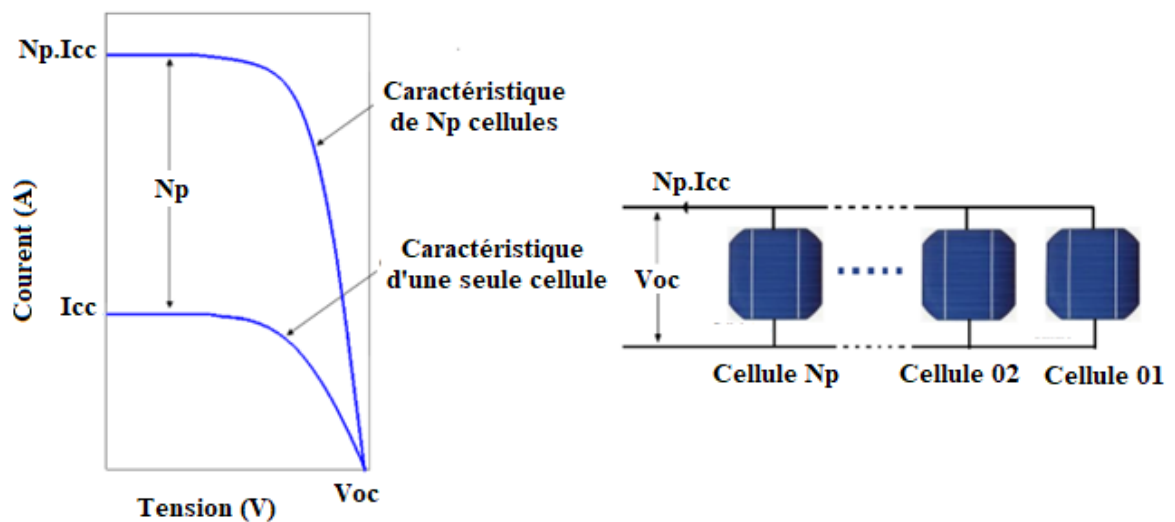 Np.Icc
Caractéristique
de Np cellules
Np
Courent (A)
Caractéristique
d'une seule cellule
Icc
Voc
Tension (V)
Np.Icc
Voc
Cellule Np
Cellule 02
Cellule 01